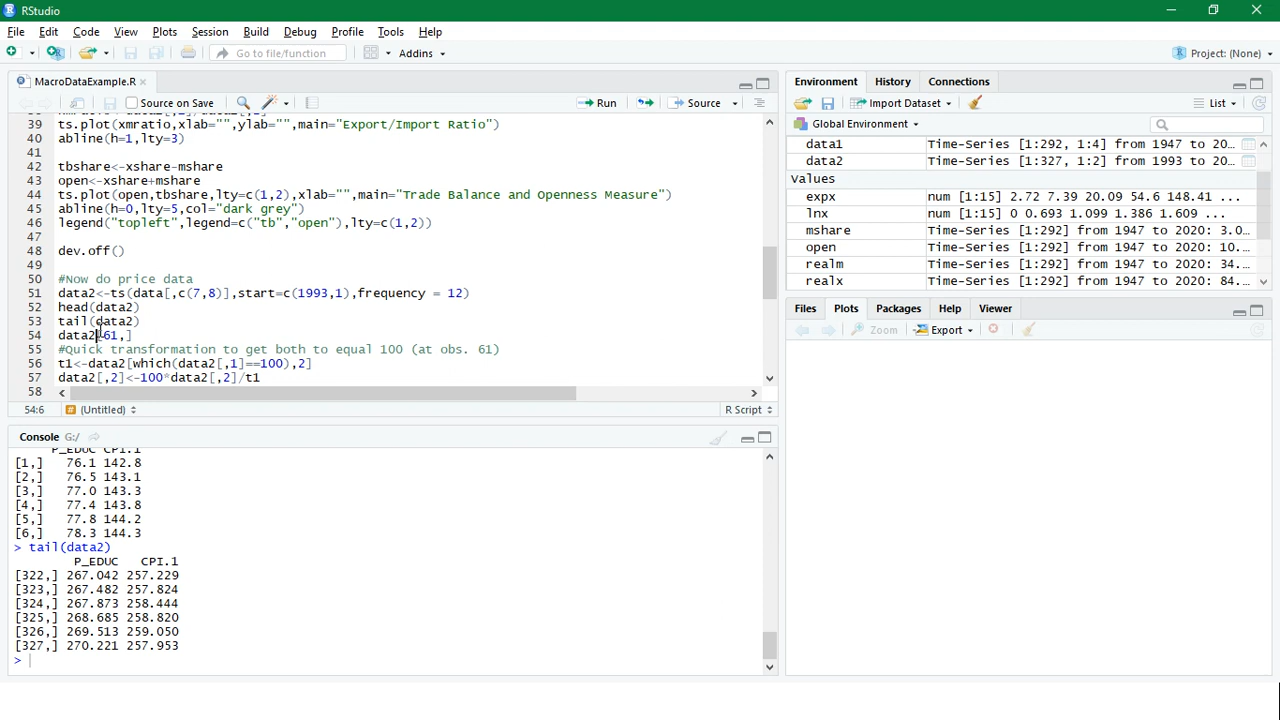 RStudio
File Edit Code View Plots Session Build Debug Profile Tools Help
Go to file/function Addins Project: (None)
MacroDataExample.R
Source on Save Run Source
39 ts.plot(xmratio,xlab="",ylab="",main="Export/Import Ratio")
40 abline(h=1,lty=3)
41
42 tbshare<-xshare-mshare
43 open<-xshare+mshare
44 ts.plot(open,tbshare,lty=c(1,2),xlab="",main="Trade Balance and Openness Measure")
45 abline(h=0,lty=5,col="dark grey")
46 legend("topleft",legend=c("tb","open"),lty=c(1,2))
47
48 dev.off()
49
50 #Now do price data
51 data2<-ts(data[,c(7,8)],start=c(1993,1),frequency = 12)
52 head(data2)
53 tail(data2)
54 data2[61,]
55 #Quick transformation to get both to equal 100 (at obs. 61)
56 t1<-data2[which(data2[,1]==100),2]
57 data2[,2]<-100*data2[,2]/t1
58
54:6 (Untitled) R Script
Console G:/
P_EDUC CPI.1
[1,] 76.1 142.8
[2,] 76.5 143.1
[3,] 77.0 143.3
[4,] 77.4 143.8
[5,] 77.8 144.2
[6,] 78.3 144.3
> tail(data2)
P_EDUC CPI.1
[322,] 267.042 257.229
[323,] 267.482 257.824
[324,] 267.873 258.444
[325,] 268.685 258.820
[326,] 269.513 259.050
[327,] 270.221 257.953
>
Environment History Connections
Import Dataset List
Global Environment
data1 Time-Series [1:292, 1:4] from 1947 to 20…
data2 Time-Series [1:327, 1:2] from 1993 to 20…
Values
expx num [1:15] 2.72 7.39 20.09 54.6 148.41 ...
lnx num [1:15] 0 0.693 1.099 1.386 1.609 ...
mshare Time-Series [1:292] from 1947 to 2020: 3.0…
open Time-Series [1:292] from 1947 to 2020: 10.…
realm Time-Series [1:292] from 1947 to 2020: 34.…
realx Time-Series [1:292] from 1947 to 2020: 84.…
Files Plots Packages Help Viewer
Zoom Export